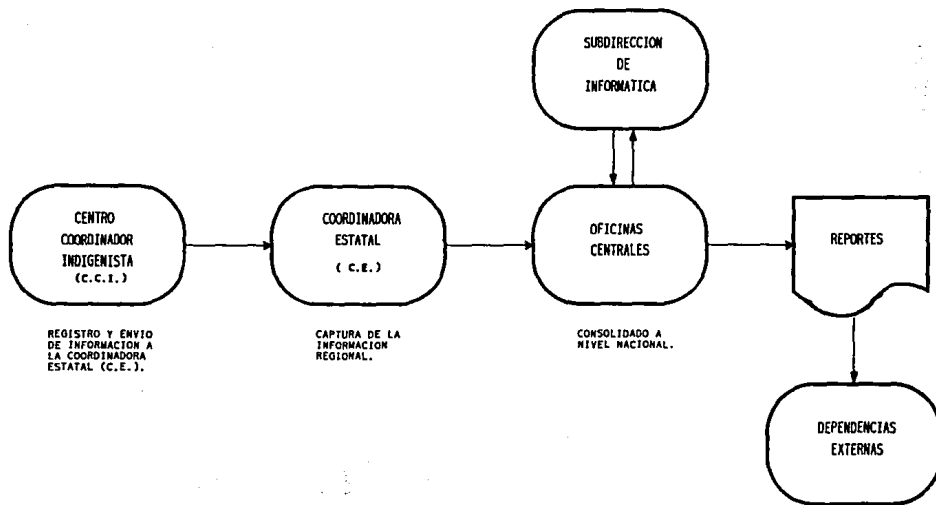 SUBDIRECCION
DE
INFORMATICA
CENTRO
COORDINADOR
INDIGENISTA
(C.C.I.)
COORDINADORA
ESTATAL
( C.E.)
OFICINAS
CENTRALES
REPORTES
REGISTRO Y ENVIO
DE INFORMACION A
LA COORDINADORA
ESTATAL (C.E.).
CAPTURA DE LA
INFORMACION
REGIONAL.
CONSOLIDADO A
NIVEL NACIONAL.
DEPENDENCIAS
EXTERNAS